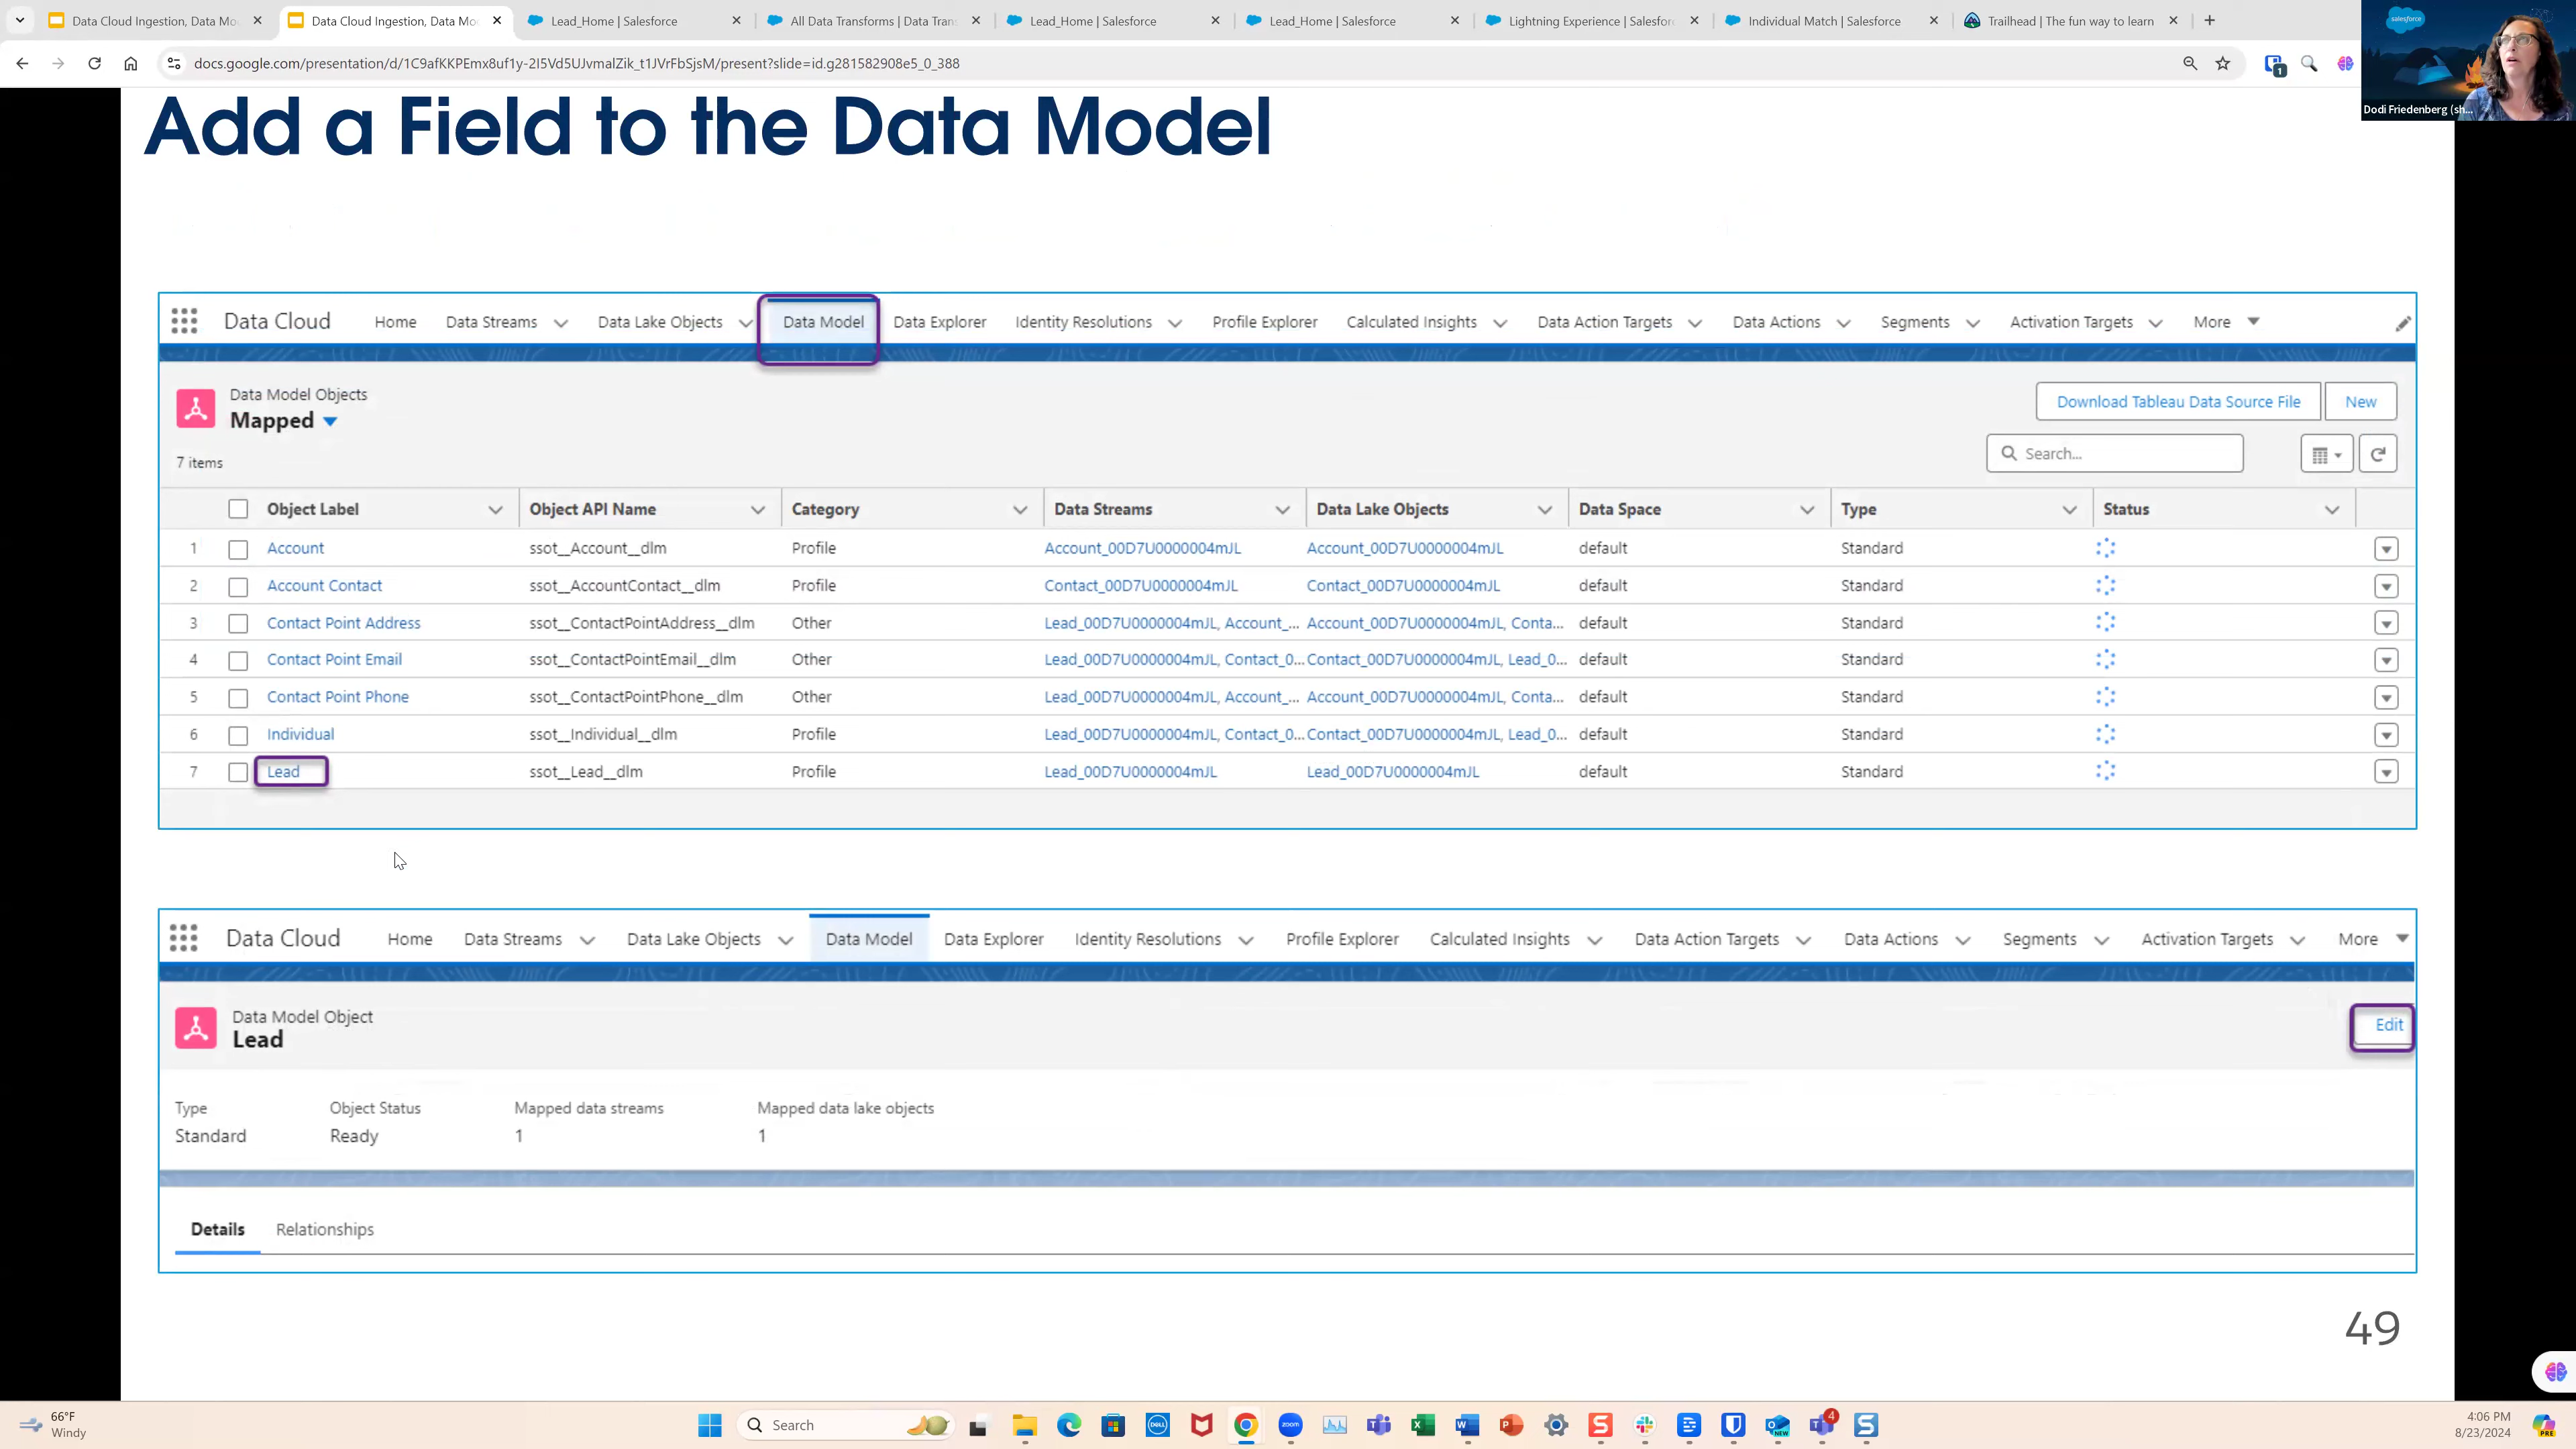 Data Cloud Ingestion, Data Mo
Data Cloud Ingestion, Data Mo
Lead_Home | Salesforce
All Data Transforms | Data Tran
Lead_Home | Salesforce
Lead_Home | Salesforce
Lightning Experience | Salesfor
Individual Match | Salesforce
Trailhead | The fun way to learn
docs.google.com/presentation/d/1C9afKKPEmx8uf1y-2I5Vd5UJvmalZik_t1JVrFbSjsM/present?slide=id.g281582908e5_0_388
1
salesforce
Dodi Friedenberg (sh...
Add a Field to the Data Model
Data Cloud Home Data Streams Data Lake Objects Data Model Data Explorer Identity Resolutions Profile Explorer Calculated Insights Data Action Targets Data Actions Segments Activation Targets More
Data Model Objects
Mapped
Download Tableau Data Source File New
7 items
Search...
Object Label Object API Name Category Data Streams Data Lake Objects Data Space Type Status
1 Account ssot__Account__dlm Profile Account_00D7U0000004mJL Account_00D7U0000004mJL default Standard
2 Account Contact ssot__AccountContact__dlm Profile Contact_00D7U0000004mJL Contact_00D7U0000004mJL default Standard
3 Contact Point Address ssot__ContactPointAddress__dlm Other Lead_00D7U0000004mJL, Account_... Account_00D7U0000004mJL, Conta... default Standard
4 Contact Point Email ssot__ContactPointEmail__dlm Other Lead_00D7U0000004mJL, Contact_0... Contact_00D7U0000004mJL, Lead_0... default Standard
5 Contact Point Phone ssot__ContactPointPhone__dlm Other Lead_00D7U0000004mJL, Account_... Account_00D7U0000004mJL, Conta... default Standard
6 Individual ssot__Individual__dlm Profile Lead_00D7U0000004mJL, Contact_0... Contact_00D7U0000004mJL, Lead_0... default Standard
7 Lead ssot__Lead__dlm Profile Lead_00D7U0000004mJL Lead_00D7U0000004mJL default Standard
Data Cloud Home Data Streams Data Lake Objects Data Model Data Explorer Identity Resolutions Profile Explorer Calculated Insights Data Action Targets Data Actions Segments Activation Targets More
Data Model Object
Lead
Edit
Type Object Status Mapped data streams Mapped data lake objects
Standard Ready 1 1
Details Relationships
49
66°F
Windy
Search
DELL
zoom
NEW
4
PRE
4:06 PM
8/23/2024